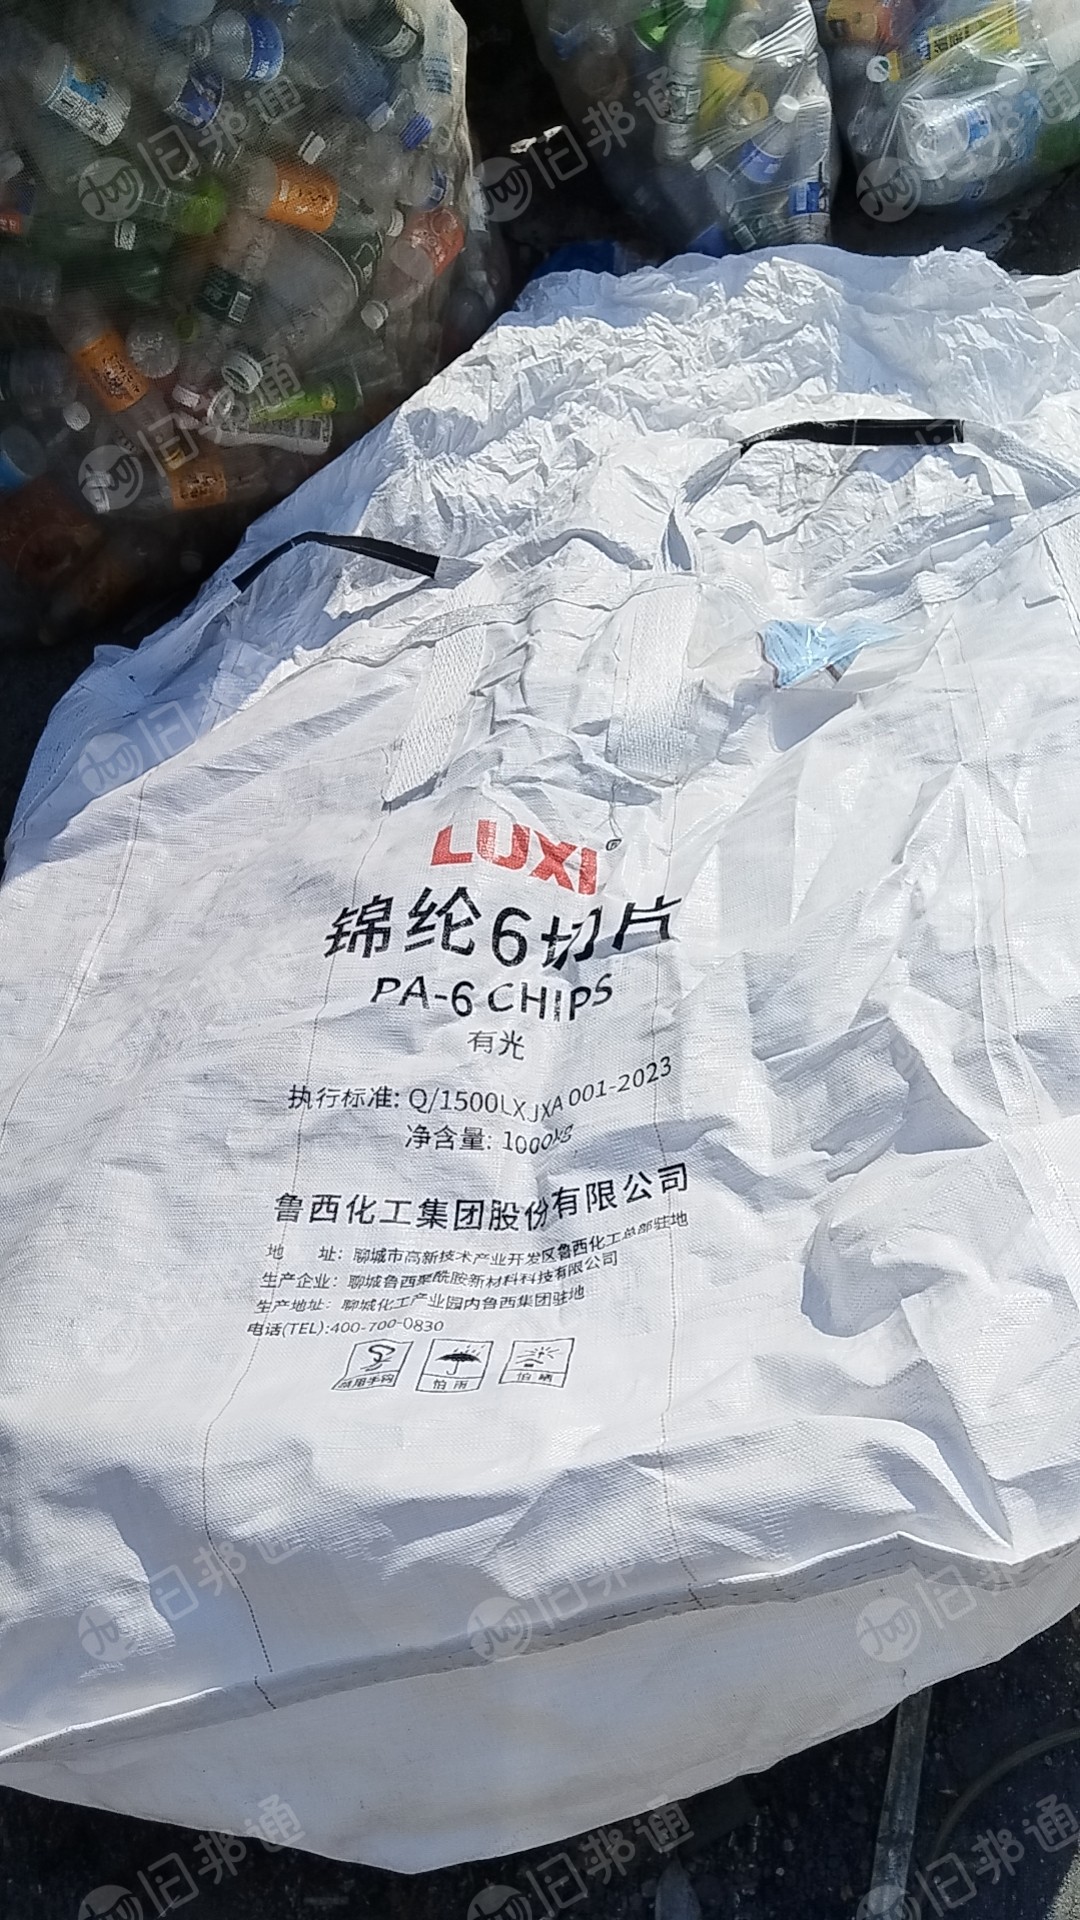 LUXI®
锦纶6切片
PA-6 CHIPS
有光
执行标准: Q/1500LXJXA 001-2023
净含量: 1000kg
鲁西化工集团股份有限公司
地 址: 聊城市高新技术产业开发区鲁西化工总部驻地
生产企业: 聊城鲁西聚酰胺新材料科技有限公司
生产地址: 聊城化工产业园内鲁西集团驻地
电话(TEL):400-700-0830
禁用手钩 怕雨 怕晒
旧邦通